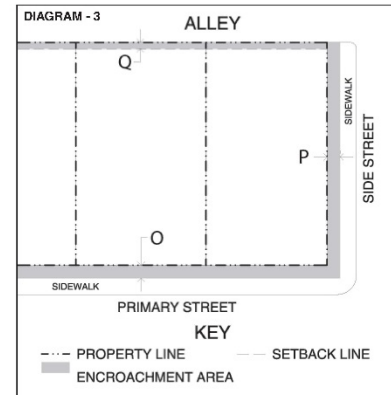 DIAGRAM - 3
ALLEY
Q
SIDEWALK
P
SIDE STREET
O
SIDEWALK
PRIMARY STREET
KEY
PROPERTY LINE
SETBACK LINE
ENCROACHMENT AREA